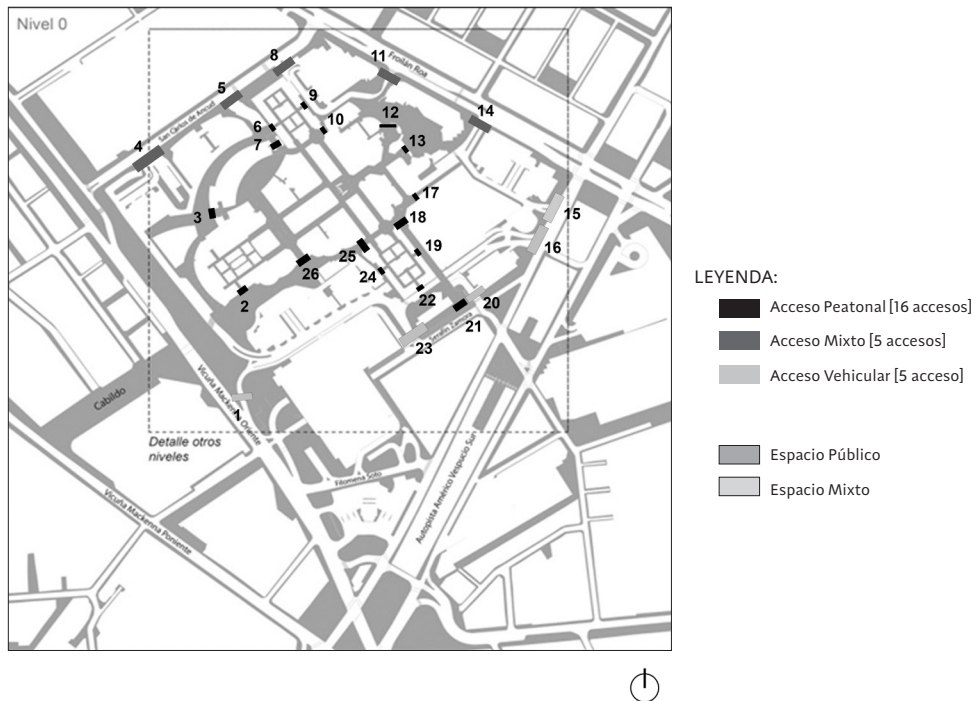 Nivel 0
8
11
Froilán Roa
5
9
San Carlos de Ancud
6
10
12
14
4
7
13
3
17
15
18
16
25
19
26
24
2
22
20
21
Serafín Zamora
23
Cabildo
1
Vicuña Mackenna Oriente
Detalle otros
niveles
Filomena Soto
Autopista Américo Vespucio Sur
Vicuña Mackenna Poniente
LEYENDA:
Acceso Peatonal [16 accesos]
Acceso Mixto [5 accesos]
Acceso Vehicular [5 acceso]
Espacio Público
Espacio Mixto